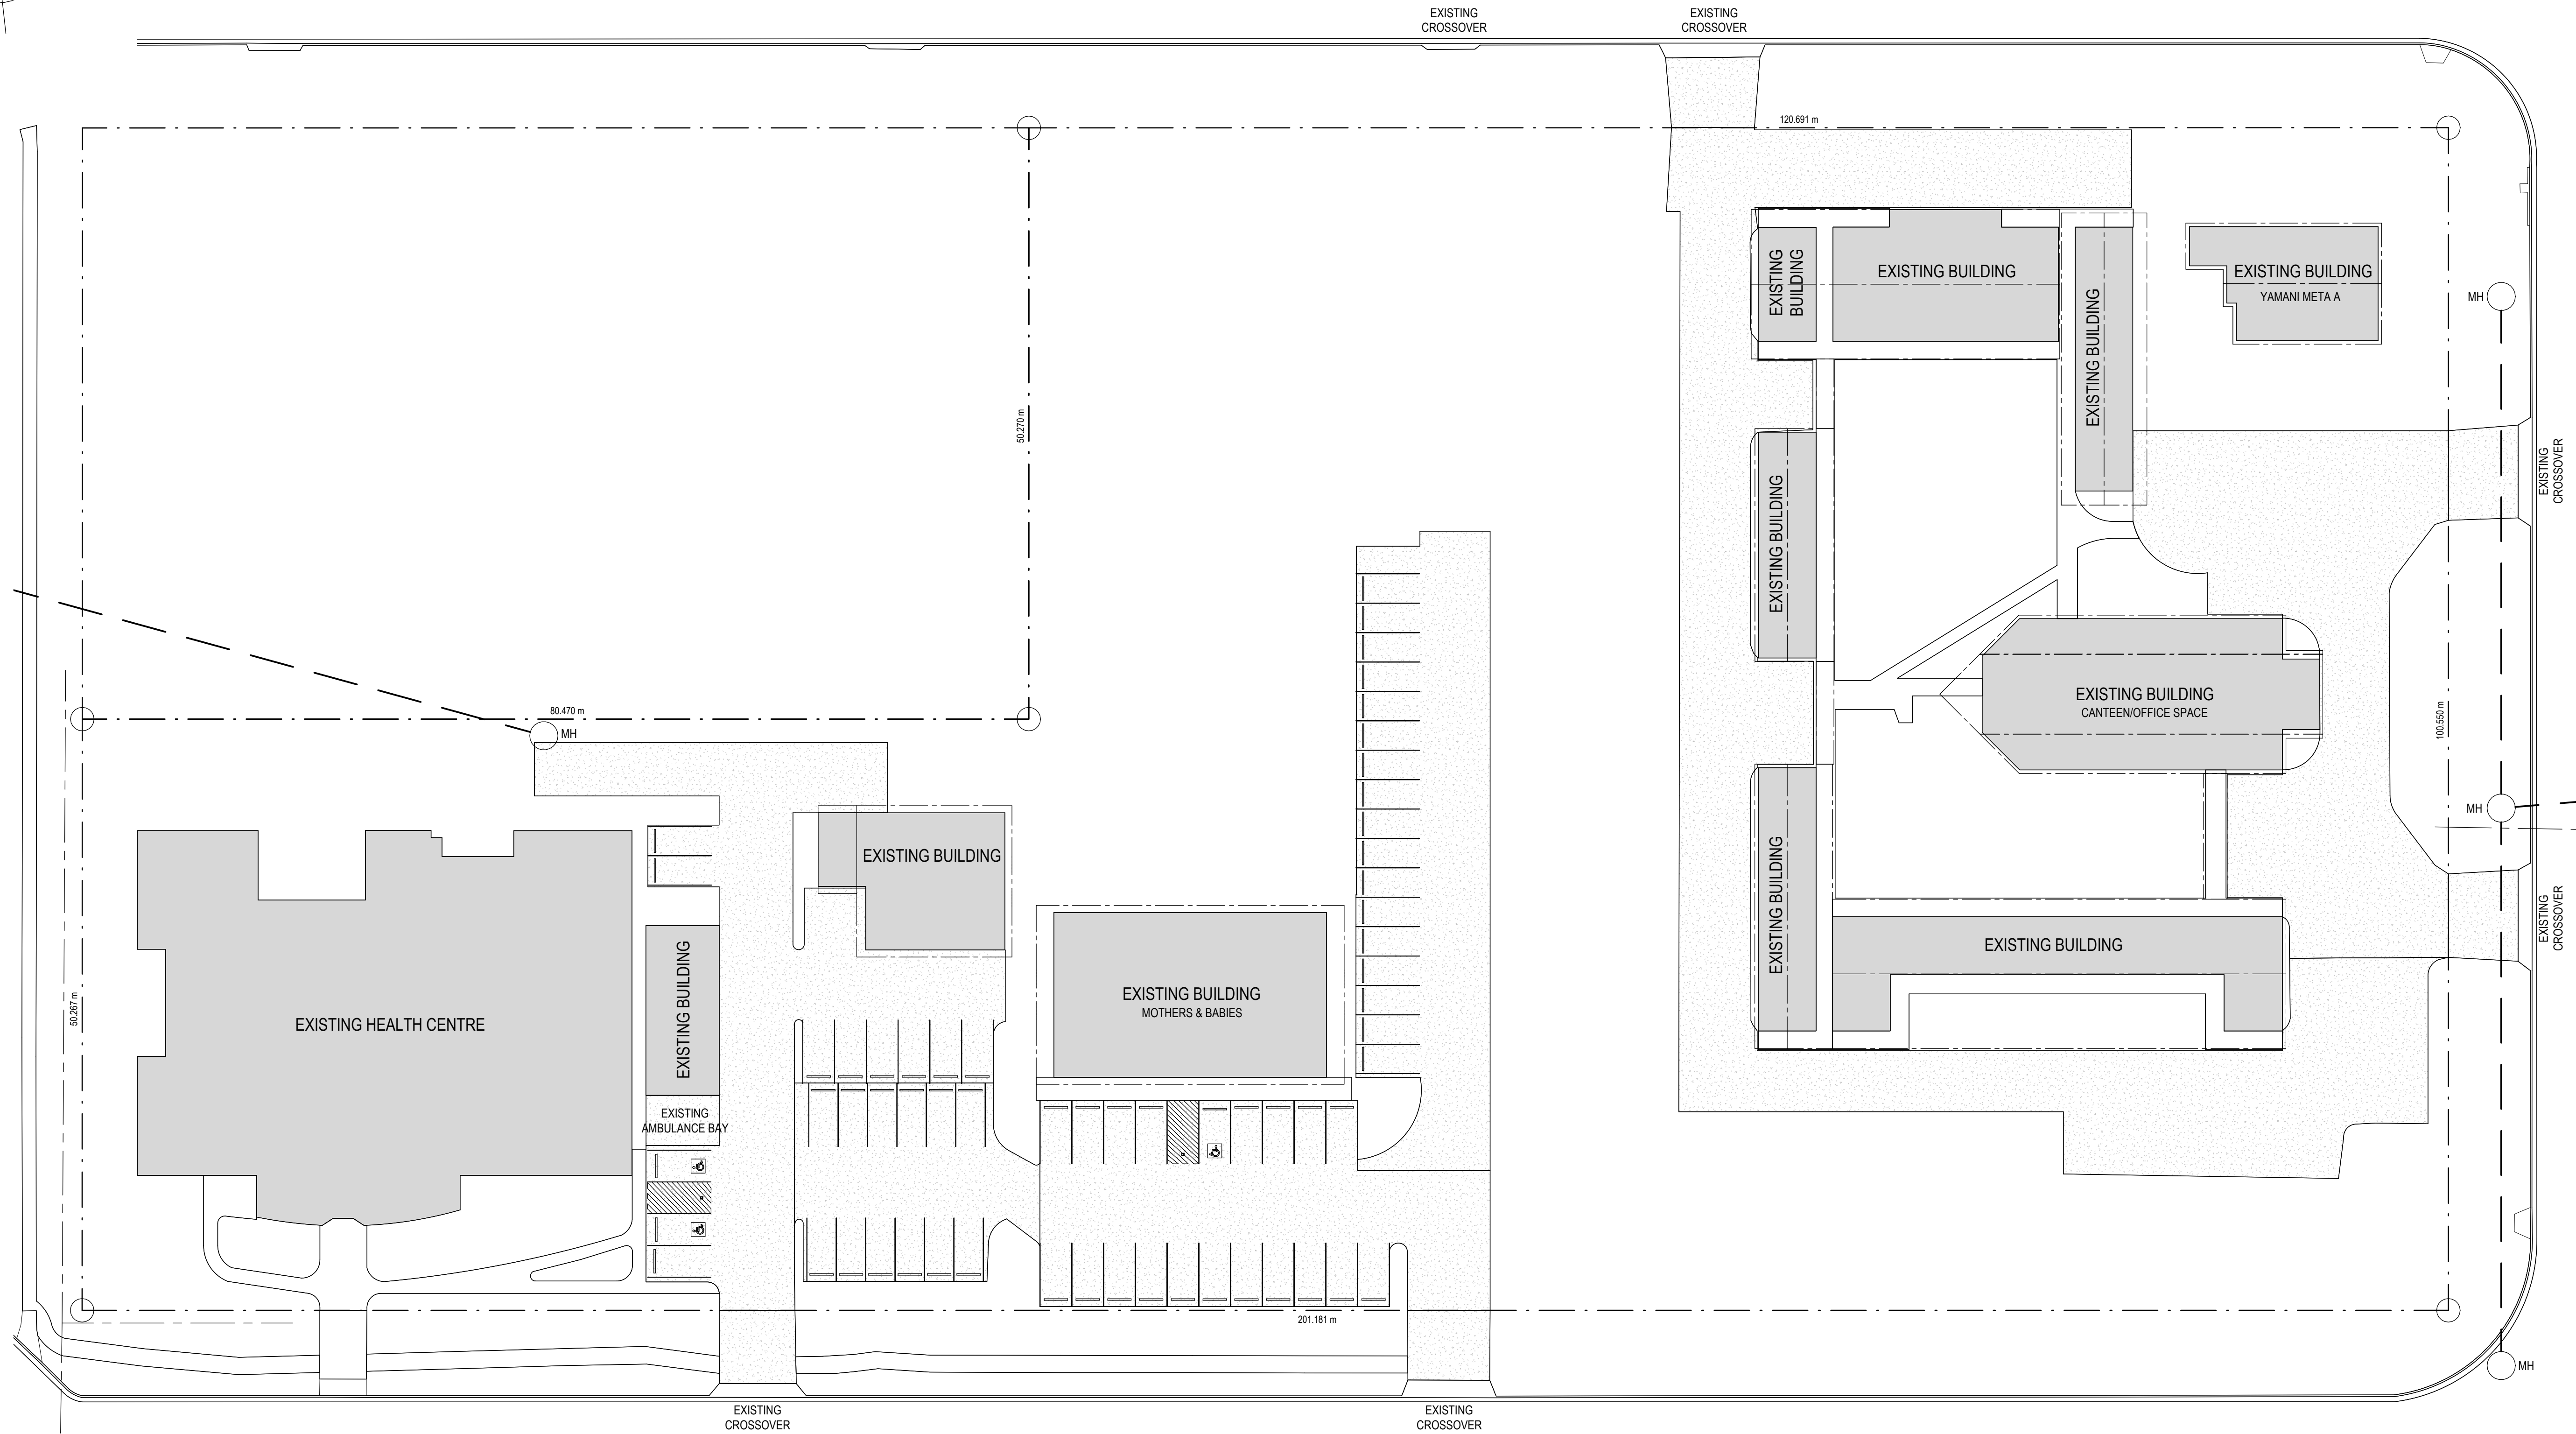 EXISTING
CROSSOVER
EXISTING
CROSSOVER
120.691 m
EXISTING
BUILDING
EXISTING BUILDING
EXISTING BUILDING
EXISTING BUILDING
YAMANI META A
MH
50.270 m
EXISTING
CROSSOVER
EXISTING BUILDING
80.470 m
MH
EXISTING BUILDING
CANTEEN/OFFICE SPACE
100.550 m
MH
EXISTING BUILDING
EXISTING BUILDING
EXISTING BUILDING
EXISTING
CROSSOVER
50.267 m
EXISTING HEALTH CENTRE
EXISTING BUILDING
EXISTING BUILDING
MOTHERS & BABIES
EXISTING
AMBULANCE BAY
201.181 m
MH
EXISTING
CROSSOVER
EXISTING
CROSSOVER